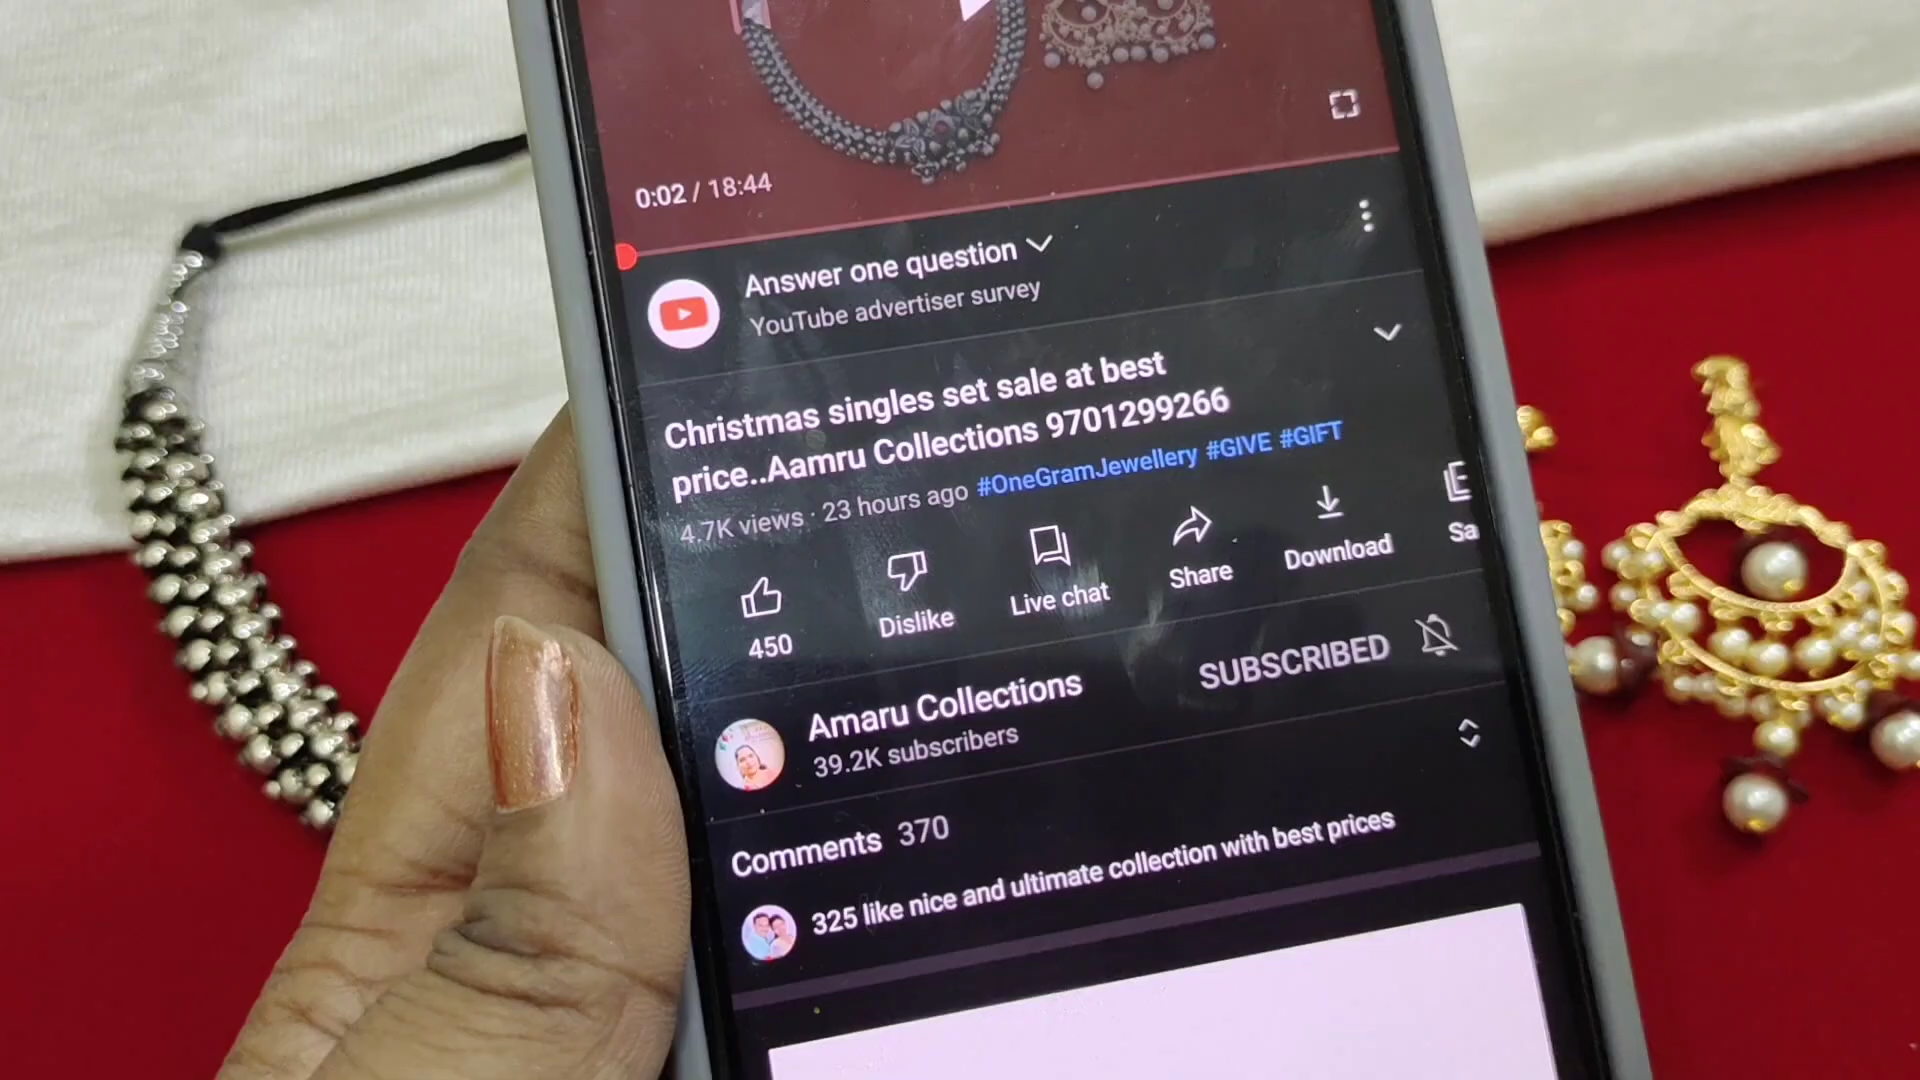 0:02 / 18:44
Answer one question
YouTube advertiser survey
Christmas singles set sale at best
price..Aamru Collections 9701299266
4.7K views · 23 hours ago #OneGramJewellery #GIVE #GIFT
450
Dislike
Live chat
Share
Download
Sa
Amaru Collections
39.2K subscribers
SUBSCRIBED
Comments 370
325 like nice and ultimate collection with best prices